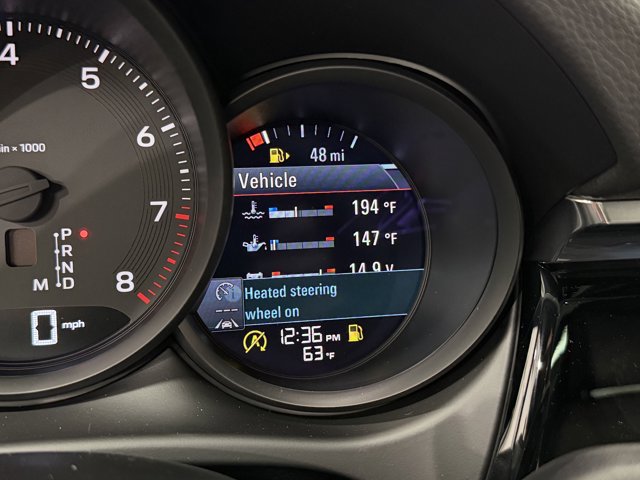 4
5
6
7
8
in × 1000
P
R
N
M D
0 mph
48 mi
Vehicle
194 °F
147 °F
14.9 V
Heated steering
wheel on
12:36 PM
63 °F